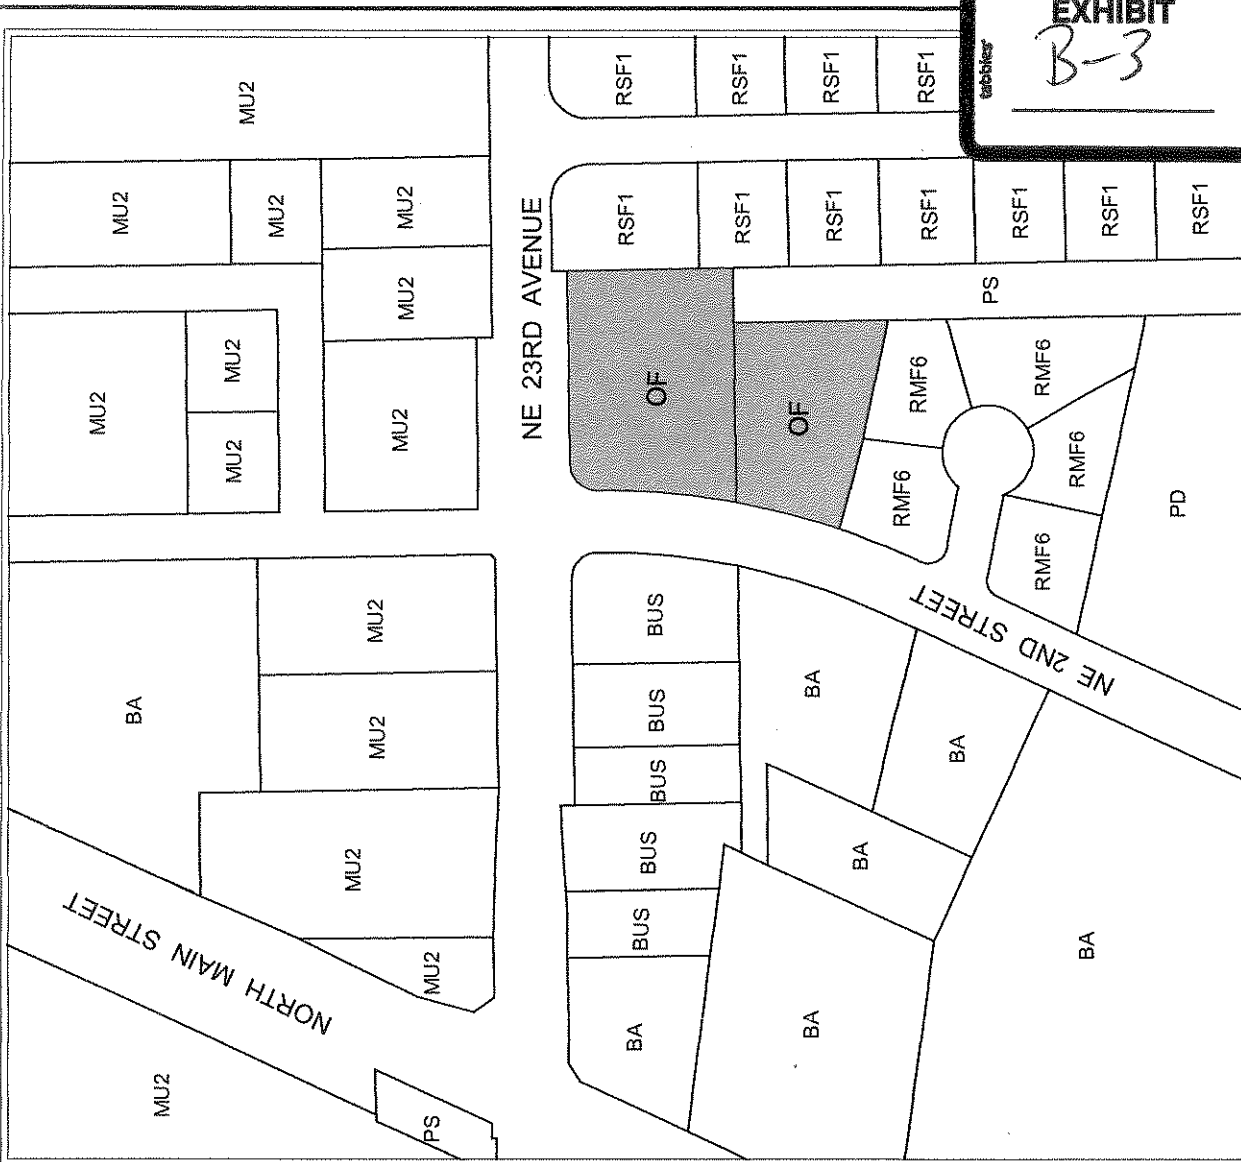 EXHIBIT
tabbies
B-3
MU2
RSF1
RSF1
RSF1
RSF1
MU2
MU2
MU2
RSF1
RSF1
RSF1
RSF1
RSF1
RSF1
RSF1
MU2
NE 23RD AVENUE
PS
MU2
MU2
MU2
MU2
OF
OF
RMF6
RMF6
RMF6
RMF6
RMF6
PD
NE 2ND STREET
BA
MU2
MU2
BUS
BUS
BUS
BA
BA
MU2
BUS
BA
NORTH MAIN STREET
MU2
BUS
BA
BA
BA
MU2
PS